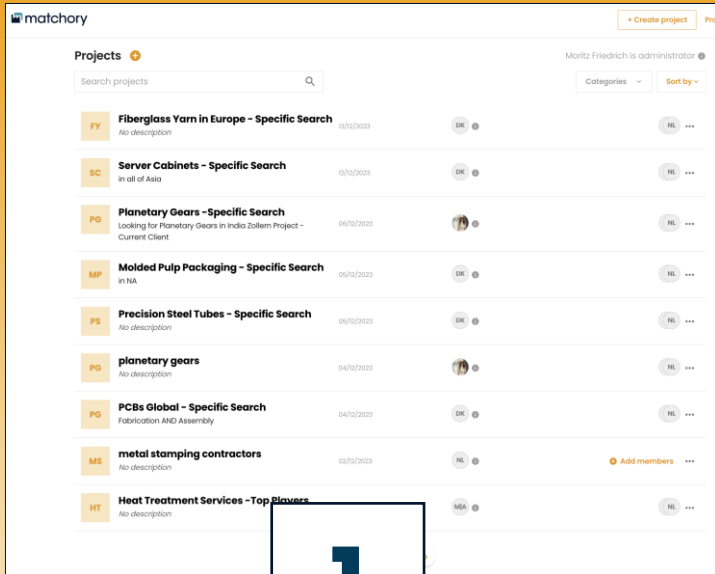 matchory
+ Create project
Projects
Moritz Friedrich is administrator
Search projects
Categories
Sort by
FY
Fiberglass Yarn in Europe - Specific Search
No description
13/12/2023
DK
NL
SC
Server Cabinets - Specific Search
in all of Asia
12/12/2023
DK
NL
PG
Planetary Gears -Specific Search
Looking for Planetary Gears in India Zollern Project -
Current Client
06/12/2023
NL
MP
Molded Pulp Packaging - Specific Search
in NA
05/12/2023
DK
NL
PS
Precision Steel Tubes - Specific Search
No description
06/12/2023
DK
NL
PG
planetary gears
No description
04/12/2023
NL
PG
PCBs Global - Specific Search
Fabrication AND Assembly
04/12/2023
DK
NL
MS
metal stamping contractors
No description
02/12/2023
NL
Add members
HT
Heat Treatment Services -Top Players
No description
M|A
NL
1